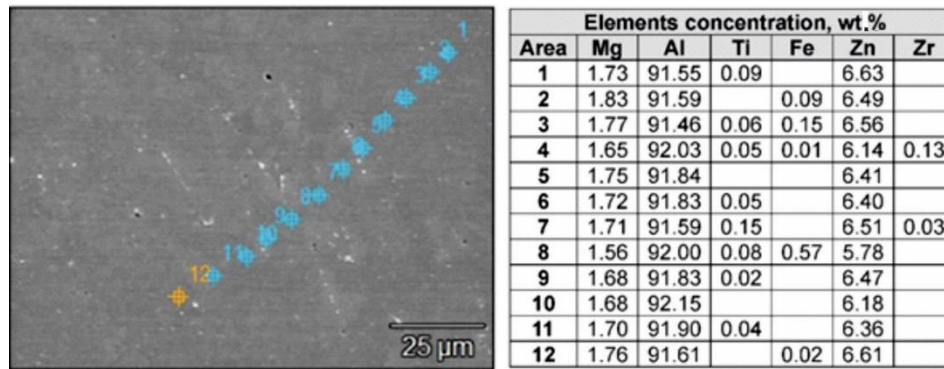 1
2
3
4
5
6
7
8
9
10
11
12
25 µm
Elements concentration, wt.%
Area Mg Al Ti Fe Zn Zr
1 1.73 91.55 0.09 6.63
2 1.83 91.59 0.09 6.49
3 1.77 91.46 0.06 0.15 6.56
4 1.65 92.03 0.05 0.01 6.14 0.13
5 1.75 91.84 6.41
6 1.72 91.83 0.05 6.40
7 1.71 91.59 0.15 6.51 0.03
8 1.56 92.00 0.08 0.57 5.78
9 1.68 91.83 0.02 6.47
10 1.68 92.15 6.18
11 1.70 91.90 0.04 6.36
12 1.76 91.61 0.02 6.61